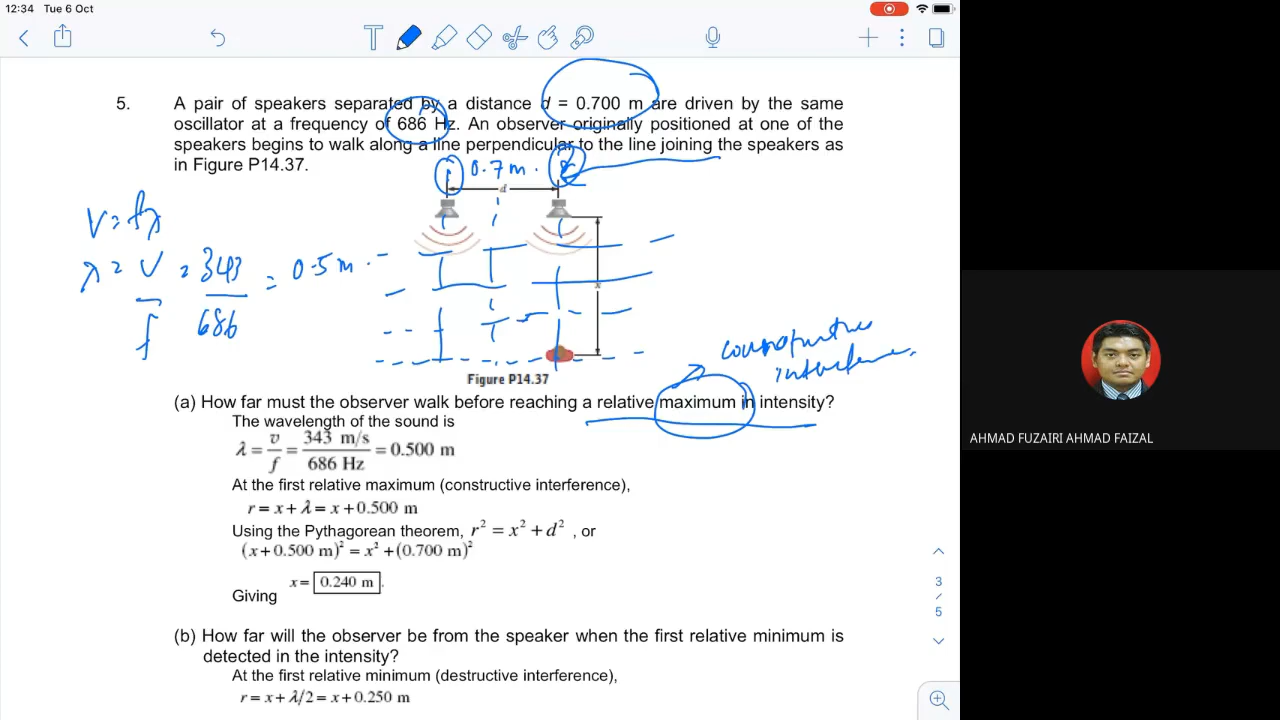 12:34 Tue 6 Oct
5. A pair of speakers separated by a distance d = 0.700 m are driven by the same
oscillator at a frequency of 686 Hz. An observer originally positioned at one of the
speakers begins to walk along a line perpendicular to the line joining the speakers as
in Figure P14.37.
1 0.7 m. 2
d
V = fλ
λ = V = 343 = 0.5 m.
f 686
x
constructive
interference.
Figure P14.37
(a) How far must the observer walk before reaching a relative maximum in intensity?
The wavelength of the sound is
λ = v/f = 343 m/s / 686 Hz = 0.500 m
At the first relative maximum (constructive interference),
r = x + λ = x + 0.500 m
Using the Pythagorean theorem, r² = x² + d² , or
(x + 0.500 m)² = x² + (0.700 m)²
x = 0.240 m .
Giving
(b) How far will the observer be from the speaker when the first relative minimum is
detected in the intensity?
At the first relative minimum (destructive interference),
r = x + λ/2 = x + 0.250 m
3
/
5
AHMAD FUZAIRI AHMAD FAIZAL